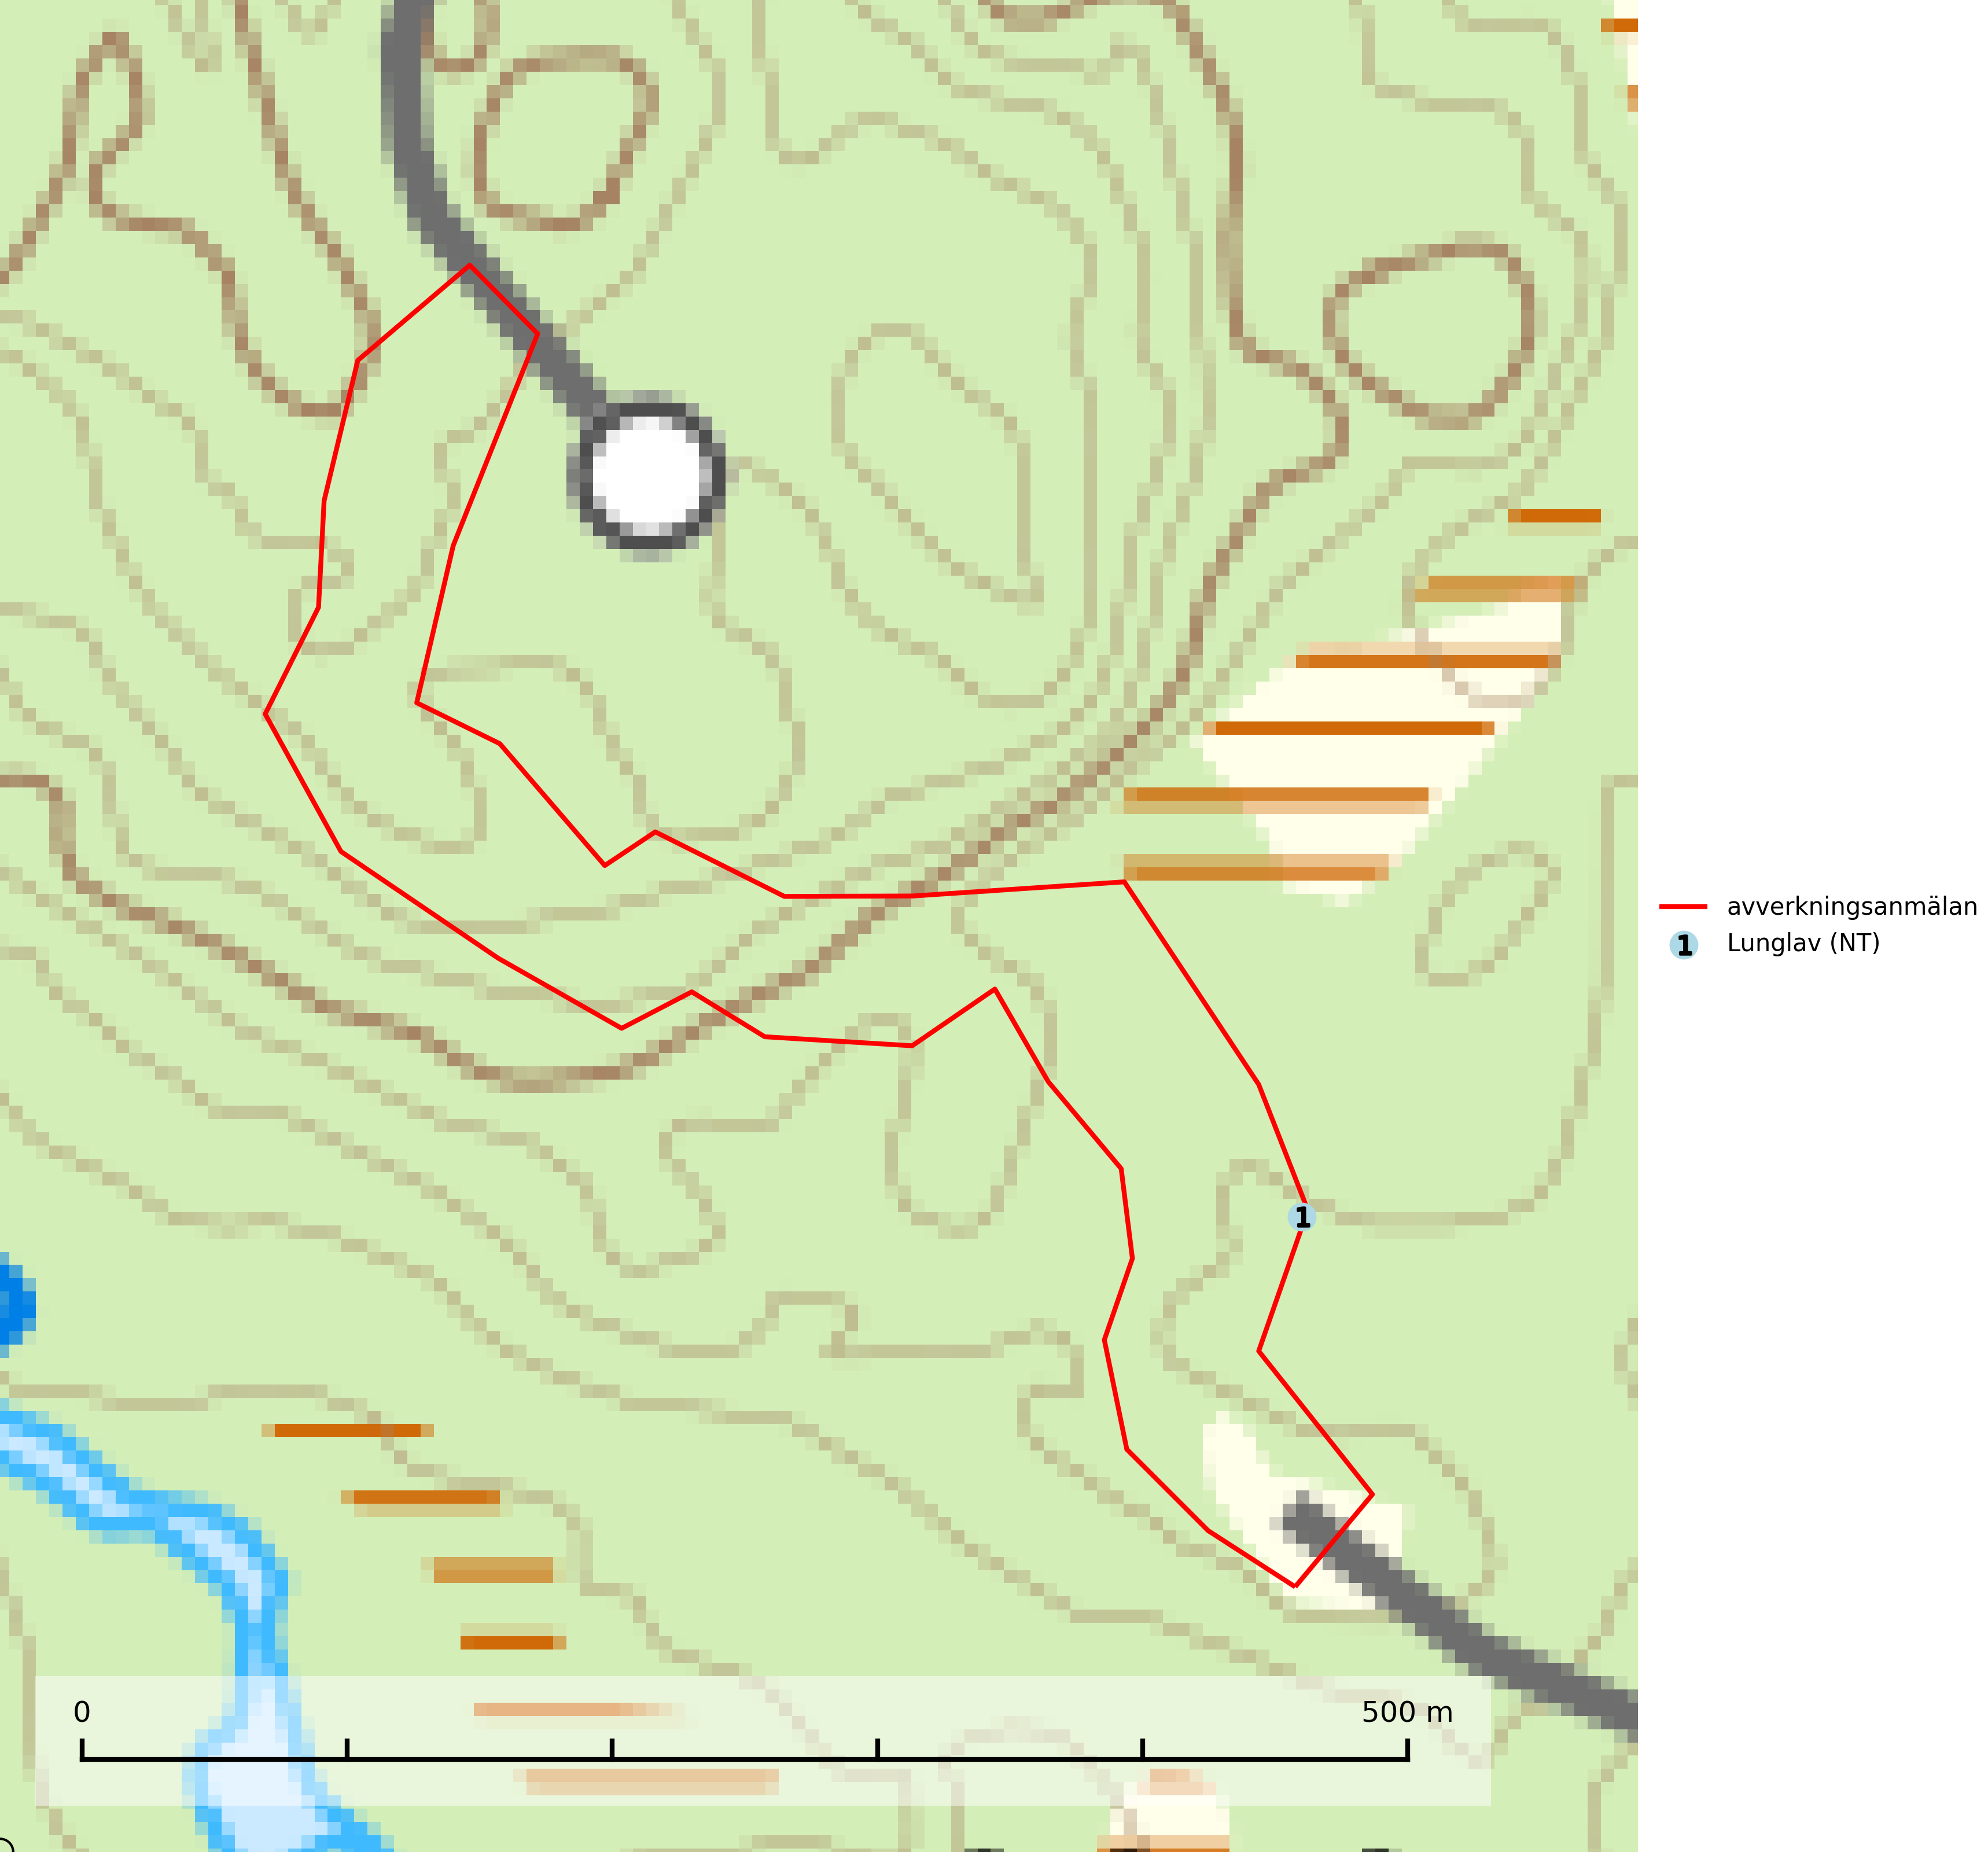 avverkningsanmälan
1 Lunglav (NT)
1
0 500 m